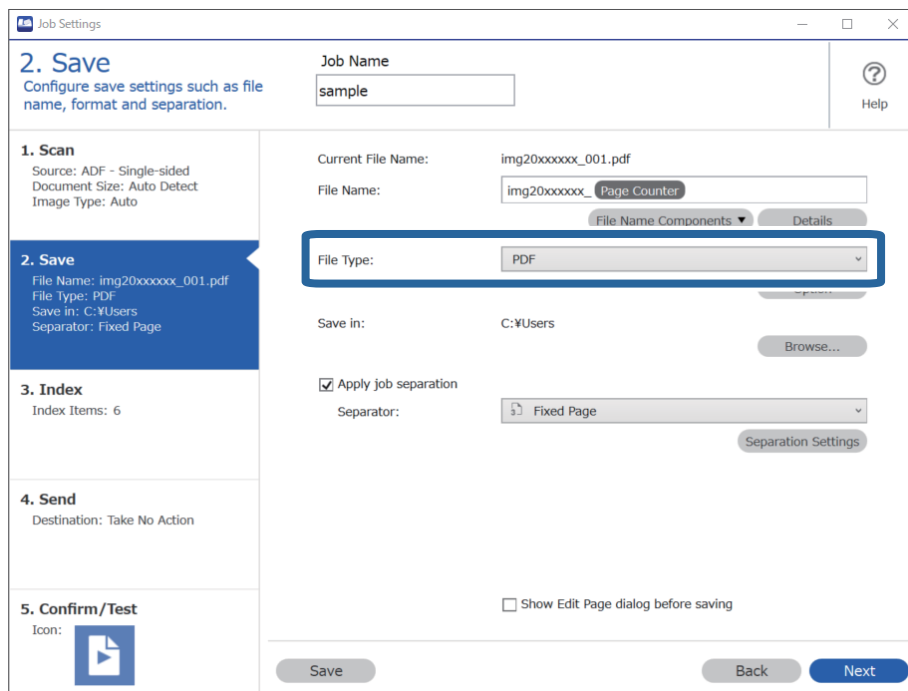 Job Settings
2. Save
Configure save settings such as file
name, format and separation.
Job Name
sample
Help
1. Scan
Source: ADF - Single-sided
Document Size: Auto Detect
Image Type: Auto
2. Save
File Name: img20xxxxxx_001.pdf
File Type: PDF
Save in: C:¥Users
Separator: Fixed Page
3. Index
Index Items: 6
4. Send
Destination: Take No Action
5. Confirm/Test
Icon:
Current File Name: img20xxxxxx_001.pdf
File Name: img20xxxxxx_ Page Counter
File Name Components ▼ Details
File Type: PDF
Option
Save in: C:¥Users
Browse...
Apply job separation
Separator: Fixed Page
Separation Settings
Show Edit Page dialog before saving
Save Back Next